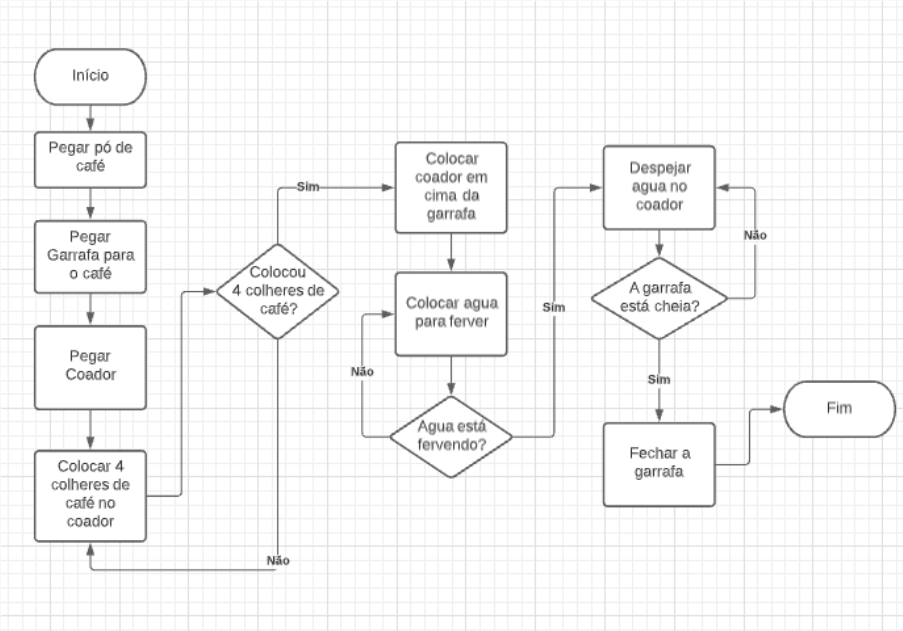 Início
Pegar pó de
café
Pegar
Garrafa para
o café
Pegar
Coador
Colocar 4
colheres de
café no
coador
Colocou
4 colheres de
café?
Sim
Não
Colocar
coador em
cima da
garrafa
Colocar agua
para ferver
Não
Agua está
fervendo?
Sim
Despejar
agua no
coador
Não
A garrafa
está cheia?
Sim
Fechar a
garrafa
Fim